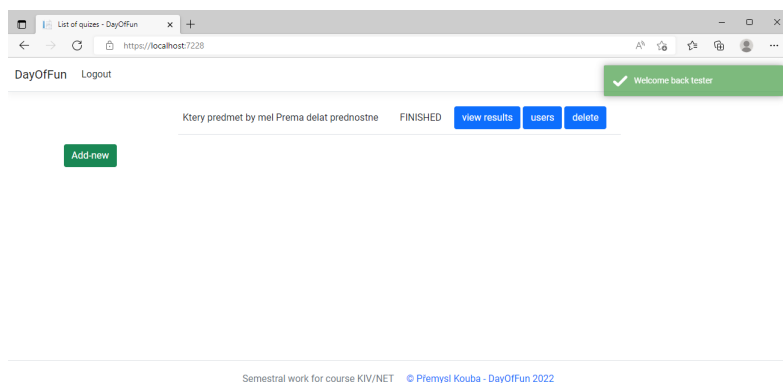 List of quizes - DayOfFun
https://localhost:7228
DayOfFun Logout
Welcome back tester
Ktery predmet by mel Prema delat prednostne FINISHED view results users delete
Add-new
Semestral work for course KIV/NET © Přemysl Kouba - DayOfFun 2022